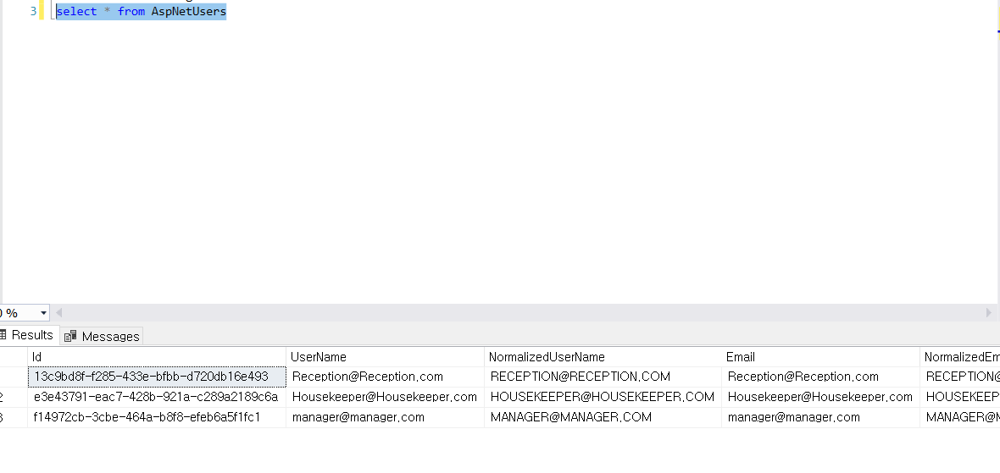 3 select * from AspNetUsers
%
Results Messages
Id UserName NormalizedUserName Email NormalizedEm
13c9bd8f-f285-433e-bfbb-d720db16e493 Reception@Reception.com RECEPTION@RECEPTION.COM Reception@Reception.com RECEPTION@
2 e3e43791-eac7-428b-921a-c289a2189c6a Housekeeper@Housekeeper.com HOUSEKEEPER@HOUSEKEEPER.COM Housekeeper@Housekeeper.com HOUSEKEEP
3 f14972cb-3cbe-464a-b8f8-efeb6a5f1fc1 manager@manager.com MANAGER@MANAGER.COM manager@manager.com MANAGER@M